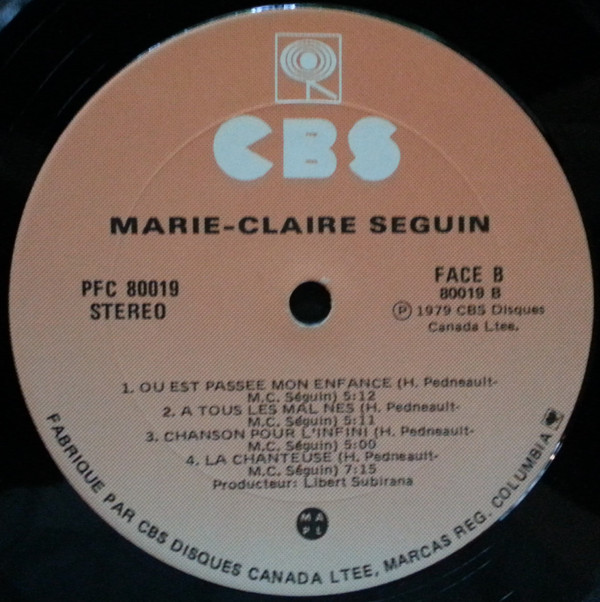 CBS
MARIE-CLAIRE SEGUIN
PFC 80019
STEREO
FACE B
80019 B
Ⓟ 1979 CBS Disques
Canada Ltee.
1. OU EST PASSEE MON ENFANCE (H. Pedneault-
M.C. Séguin) 5:12
2. A TOUS LES MAL NES (H. Pedneault-
M.C. Séguin) 5:11
3. CHANSON POUR L'INFINI (H. Pedneault-
M.C. Séguin) 5:00
4. LA CHANTEUSE (H. Pedneault-
M.C. Séguin) 7:15
Producteur: Libert Subirana
M A
P L
FABRIQUE PAR CBS DISQUES CANADA LTEE, MARCAS REG. COLUMBIA